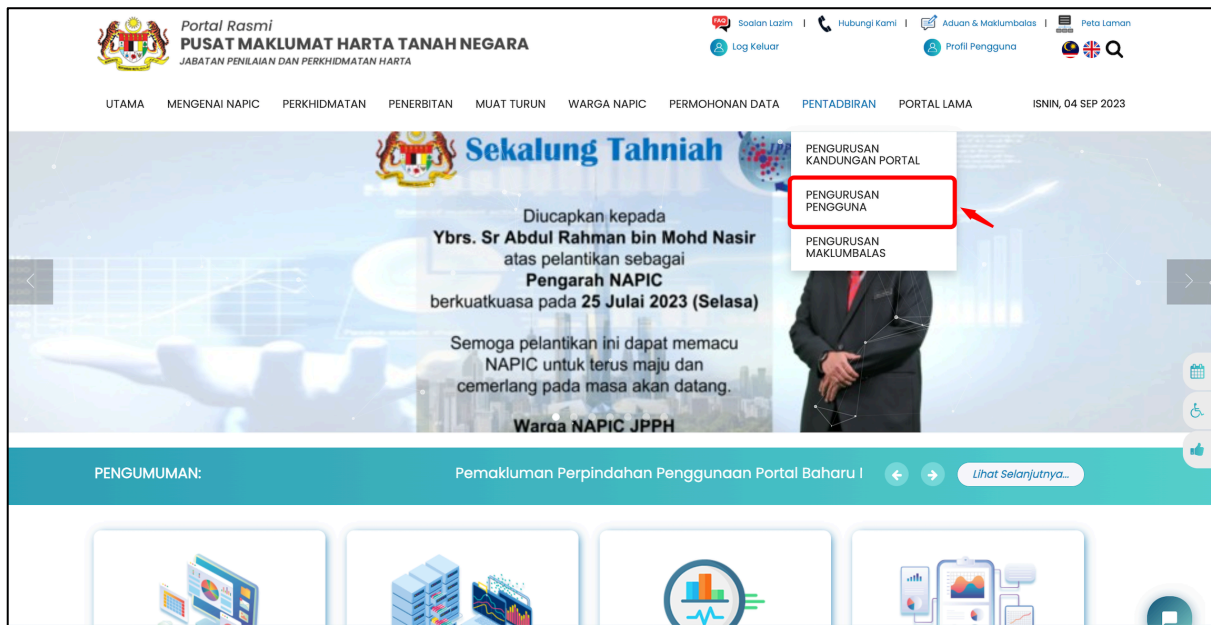 Portal Rasmi
PUSAT MAKLUMAT HARTA TANAH NEGARA
JABATAN PENILAIAN DAN PERKHIDMATAN HARTA
FAQ Soalan Lazim | Hubungi Kami | Aduan & Maklumbalas | Peta Laman
Log Keluar Profil Pengguna
UTAMA MENGENAI NAPIC PERKHIDMATAN PENERBITAN MUAT TURUN WARGA NAPIC PERMOHONAN DATA PENTADBIRAN PORTAL LAMA ISNIN, 04 SEP 2023
PENGURUSAN
KANDUNGAN PORTAL
PENGURUSAN
PENGGUNA
PENGURUSAN
MAKLUMBALAS
Sekalung Tahniah
Diucapkan kepada
Ybrs. Sr Abdul Rahman bin Mohd Nasir
atas pelantikan sebagai
Pengarah NAPIC
berkuatkuasa pada 25 Julai 2023 (Selasa)
Semoga pelantikan ini dapat memacu
NAPIC untuk terus maju dan
cemerlang pada masa akan datang.
Warga NAPIC JPPH
PENGUMUMAN: Pemakluman Perpindahan Penggunaan Portal Baharu Lihat Selanjutnya...